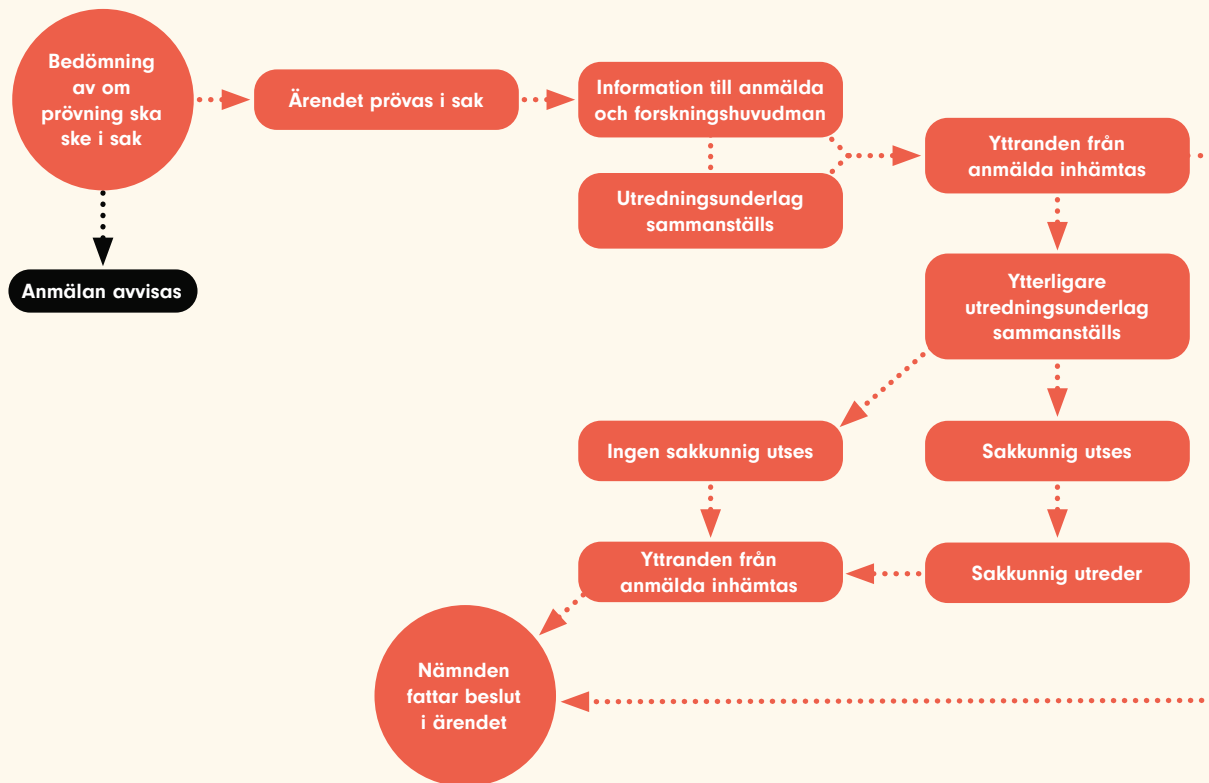 Bedömning
av om
prövning ska
ske i sak
Ärendet prövas i sak
Information till anmälda
och forskningshuvudman
Utredningsunderlag
sammanställs
Yttranden från
anmälda inhämtas
Anmälan avvisas
Ytterligare
utredningsunderlag
sammanställs
Ingen sakkunnig utses
Sakkunnig utses
Yttranden från
anmälda inhämtas
Sakkunnig utreder
Nämnden
fattar beslut
i ärendet